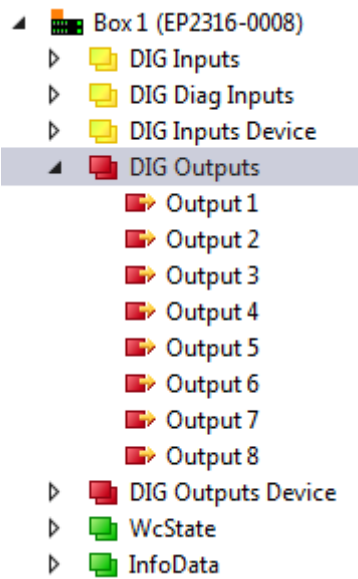 Box 1 (EP2316-0008)
DIG Inputs
DIG Diag Inputs
DIG Inputs Device
DIG Outputs
Output 1
Output 2
Output 3
Output 4
Output 5
Output 6
Output 7
Output 8
DIG Outputs Device
WcState
InfoData